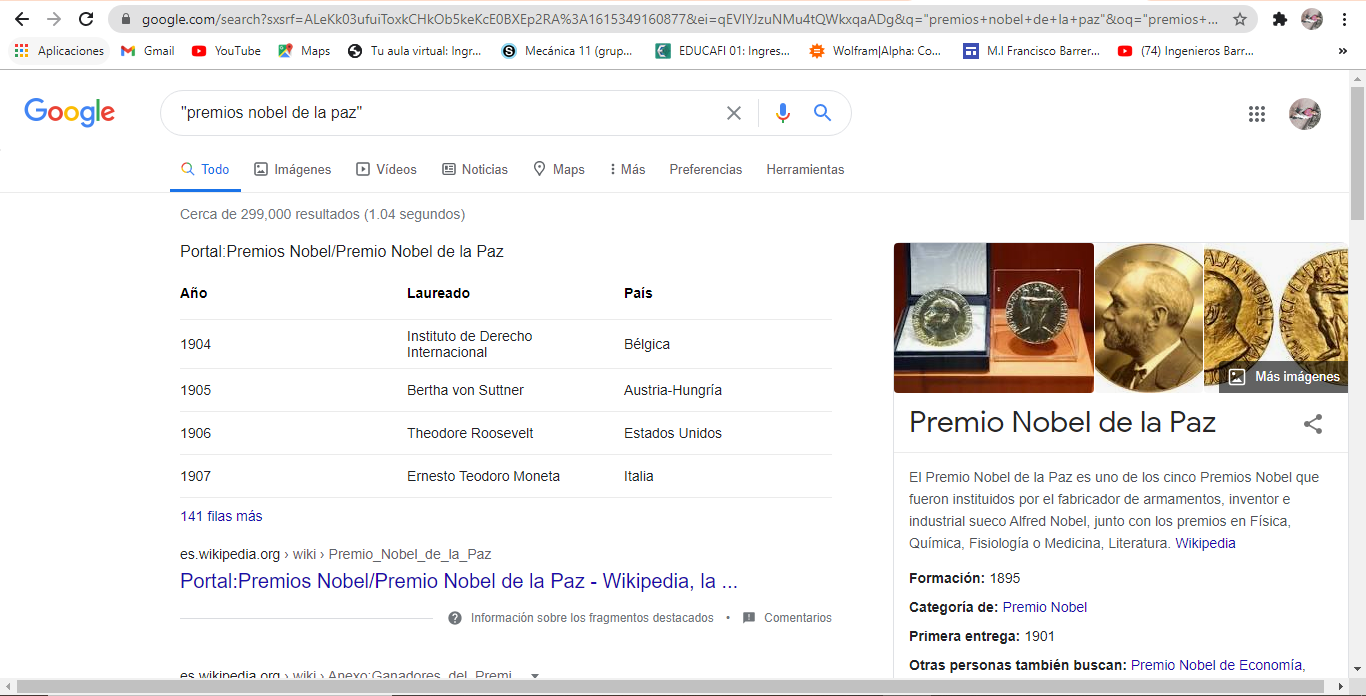 google.com/search?sxsrf=ALeKk03ufuiToxkCHkOb5keKcE0BXEp2RA%3A1615349160877&ei=qEVIYJzuNMu4tQWkxqaADg&q="premios+nobel+de+la+paz"&oq="premios+...
Aplicaciones
Gmail
YouTube
Maps
Tu aula virtual: Ingr...
Mecánica 11 (grup...
EDUCAFI 01: Ingres...
Wolfram|Alpha: Co...
M.I Francisco Barrer...
(74) Ingenieros Barr...
»
Google
"premios nobel de la paz"
Todo
Imágenes
Vídeos
Noticias
Maps
Más
Preferencias
Herramientas
Cerca de 299,000 resultados (1.04 segundos)
Portal:Premios Nobel/Premio Nobel de la Paz
Año Laureado País
1904 Instituto de Derecho Internacional Bélgica
1905 Bertha von Suttner Austria-Hungría
1906 Theodore Roosevelt Estados Unidos
1907 Ernesto Teodoro Moneta Italia
141 filas más
es.wikipedia.org › wiki › Premio_Nobel_de_la_Paz
Portal:Premios Nobel/Premio Nobel de la Paz - Wikipedia, la ...
Información sobre los fragmentos destacados • Comentarios
es.wikipedia.org › wiki › Anexo:Ganadores_del_Premi...
Más imágenes
Premio Nobel de la Paz
El Premio Nobel de la Paz es uno de los cinco Premios Nobel que
fueron instituidos por el fabricador de armamentos, inventor e
industrial sueco Alfred Nobel, junto con los premios en Física,
Química, Fisiología o Medicina, Literatura. Wikipedia
Formación: 1895
Categoría de: Premio Nobel
Primera entrega: 1901
Otras personas también buscan: Premio Nobel de Economía,